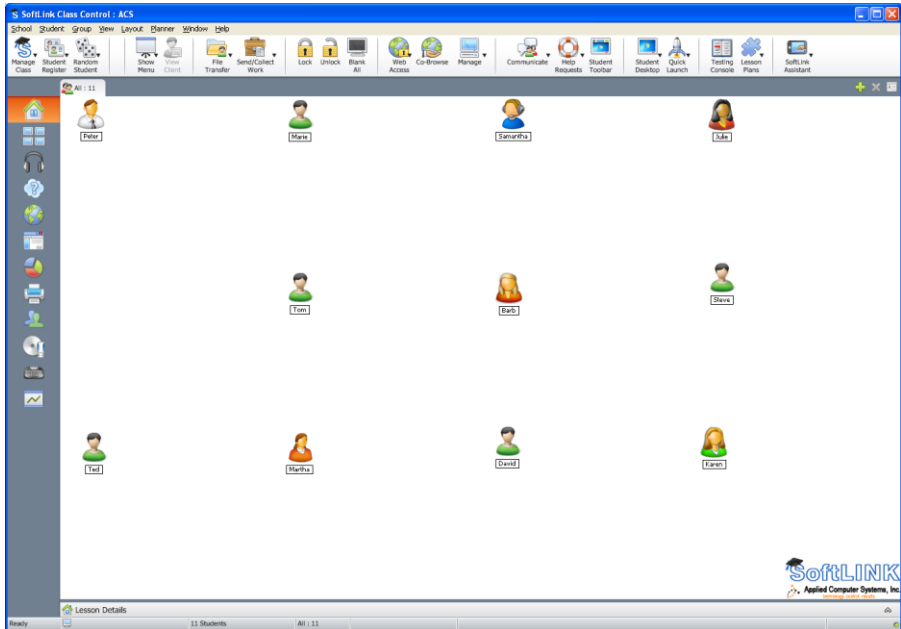 SoftLink Class Control : ACS
School Student Group View Layout Planner Window Help
Manage Class
Student Register
Random Student
Show Menu
View Client
File Transfer
Send/Collect Work
Lock
Unlock
Blank All
Web Access
Co-Browse
Manage
Communicate
Help Requests
Student Toolbar
Student Desktop
Quick Launch
Testing Console
Lesson Plans
SoftLink Assistant
All : 11
Peter
Marie
Samantha
Julie
Tom
Barb
Steve
Ted
Martha
David
Karen
SoftLINK
Applied Computer Systems, Inc.
technology. control. results.
Lesson Details
Ready
11 Students
All : 11